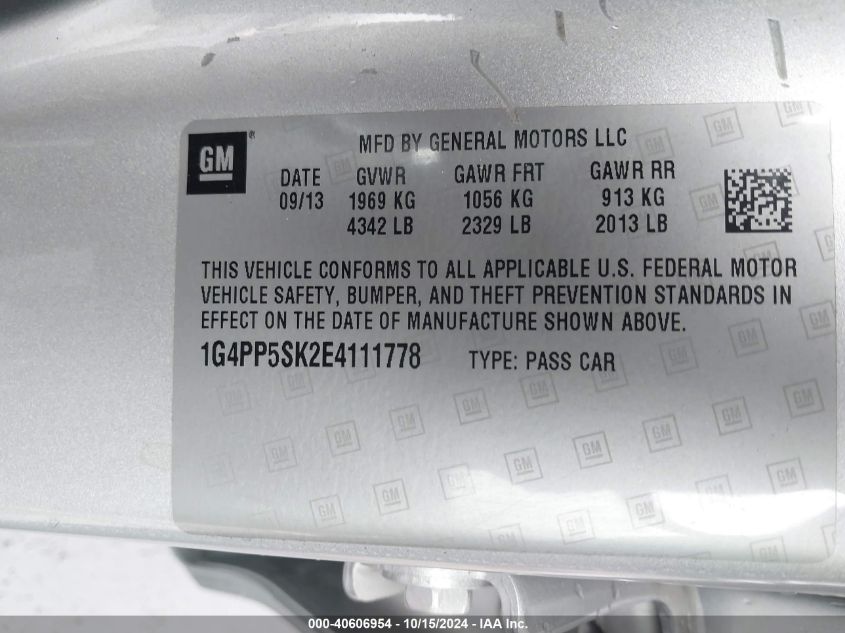 GM ®
MFD BY GENERAL MOTORS LLC
DATE GVWR GAWR FRT GAWR RR
09/13 1969 KG 1056 KG 913 KG
4342 LB 2329 LB 2013 LB
THIS VEHICLE CONFORMS TO ALL APPLICABLE U.S. FEDERAL MOTOR
VEHICLE SAFETY, BUMPER, AND THEFT PREVENTION STANDARDS IN
EFFECT ON THE DATE OF MANUFACTURE SHOWN ABOVE.
1G4PP5SK2E4111778 TYPE: PASS CAR
000-40606954 - 10/15/2024 - IAA Inc.